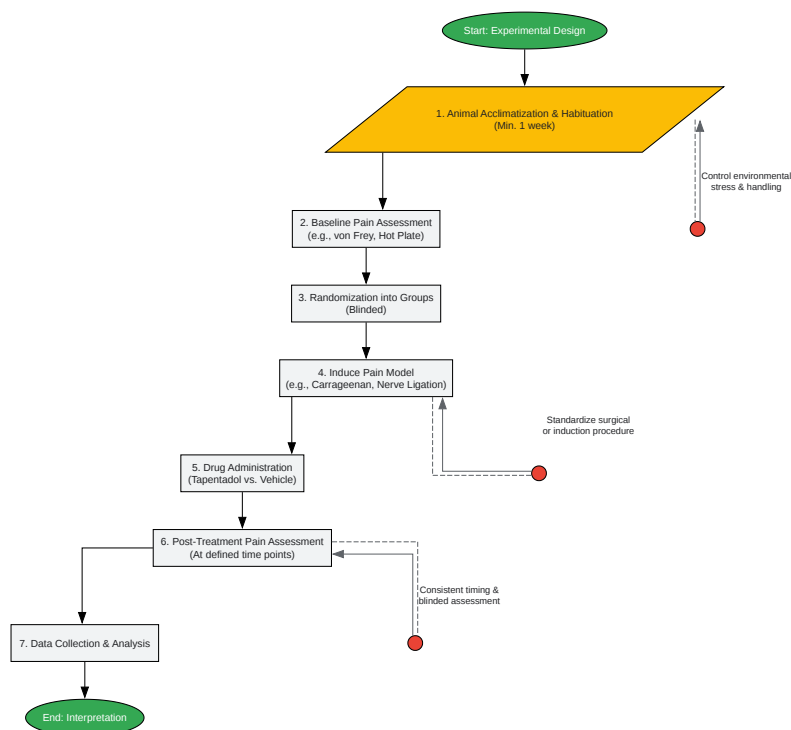 Start: Experimental Design
1. Animal Acclimatization & Habituation
(Min. 1 week)
Control environmental
stress & handling
2. Baseline Pain Assessment
(e.g., von Frey, Hot Plate)
3. Randomization into Groups
(Blinded)
4. Induce Pain Model
(e.g., Carrageenan, Nerve Ligation)
Standardize surgical
or induction procedure
5. Drug Administration
(Tapentadol vs. Vehicle)
6. Post-Treatment Pain Assessment
(At defined time points)
Consistent timing &
blinded assessment
7. Data Collection & Analysis
End: Interpretation